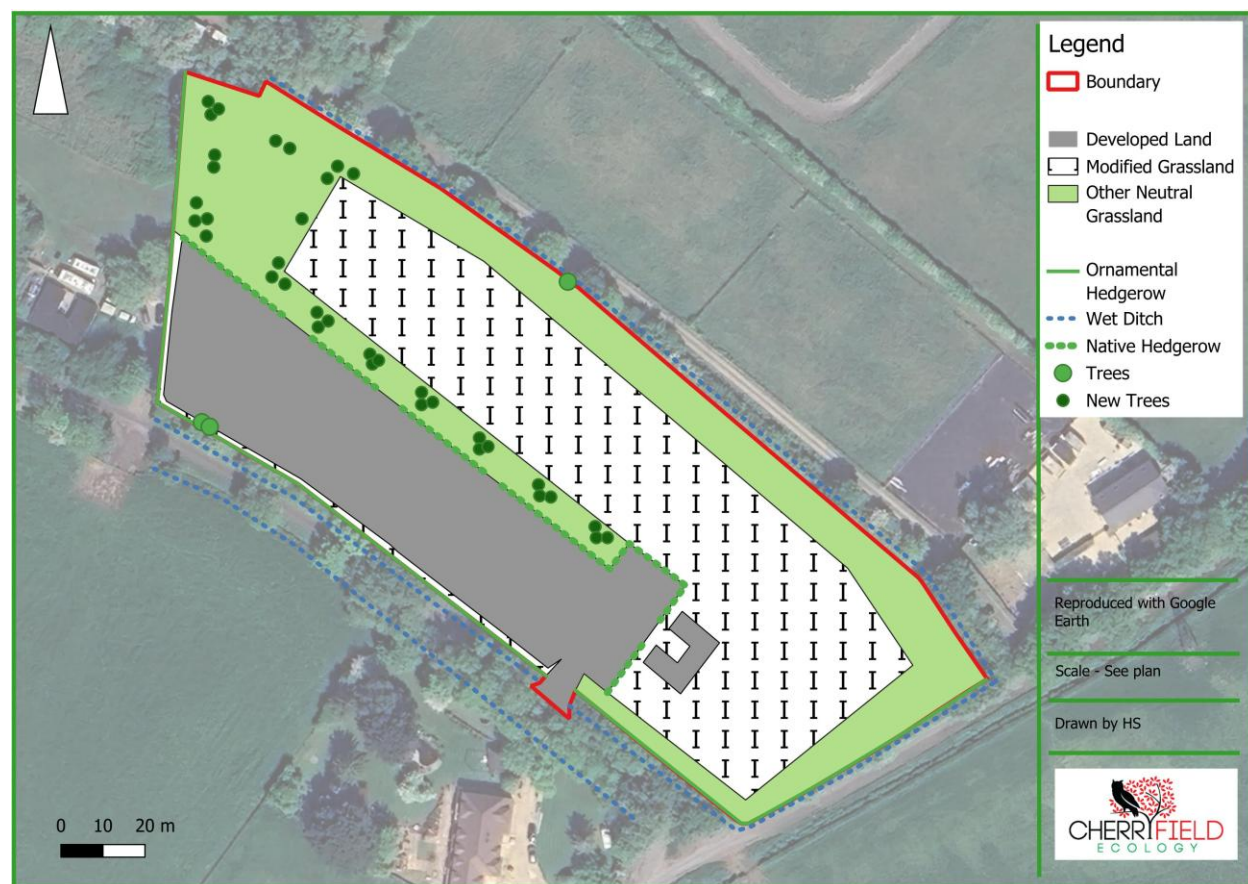 Legend
Boundary
Developed Land
Modified Grassland
Other Neutral
Grassland
Ornamental
Hedgerow
Wet Ditch
Native Hedgerow
Trees
New Trees
Reproduced with Google
Earth
Scale - See plan
Drawn by HS
CHERRYFIELD
ECOLOGY
0 10 20 m